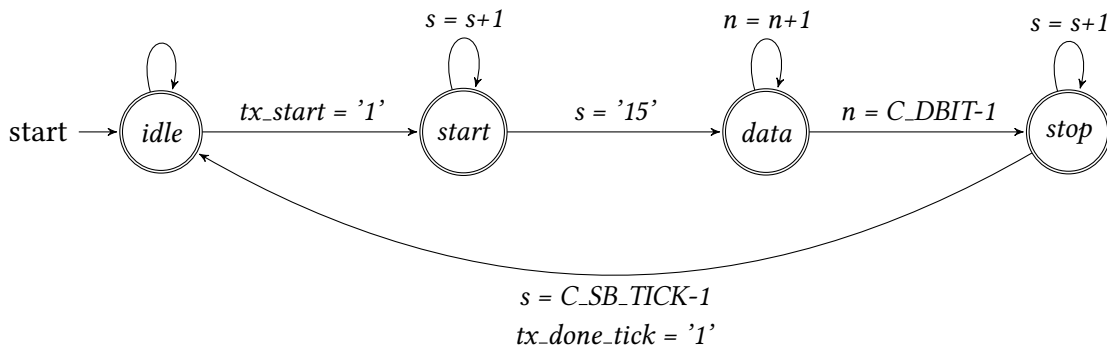 s = s+1
n = n+1
s = s+1
start
idle
tx_start = '1'
start
s = '15'
data
n = C_DBIT-1
stop
s = C_SB_TICK-1
tx_done_tick = '1'